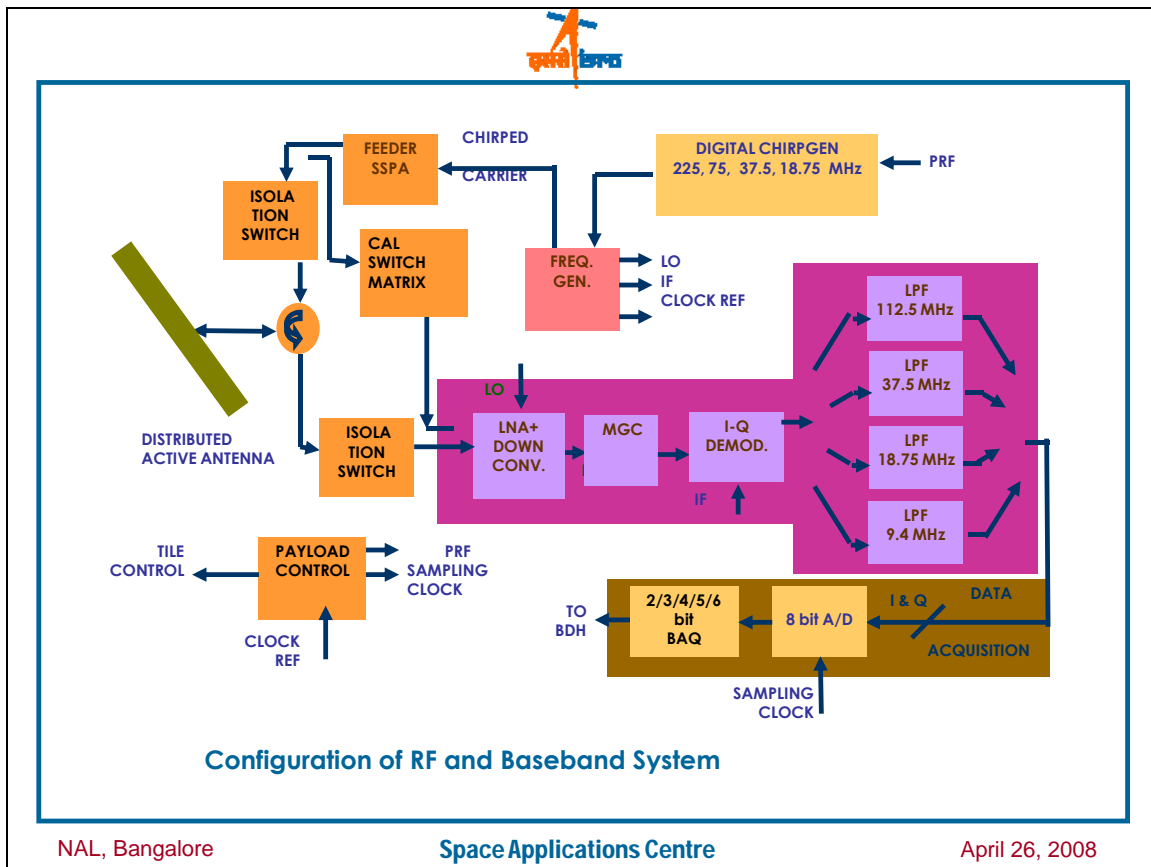 इसरो isro
CHIRPED
CARRIER
FEEDER
SSPA
DIGITAL CHIRPGEN
225, 75, 37.5, 18.75 MHz
PRF
ISOLA
TION
SWITCH
CAL
SWITCH
MATRIX
FREQ.
GEN.
LO
IF
CLOCK REF
LPF
112.5 MHz
LPF
37.5 MHz
LPF
18.75 MHz
LPF
9.4 MHz
LO
LNA+
DOWN
CONV.
MGC
I-Q
DEMOD.
IF
DISTRIBUTED
ACTIVE ANTENNA
ISOLA
TION
SWITCH
TILE
CONTROL
PAYLOAD
CONTROL
PRF
SAMPLING
CLOCK
CLOCK
REF
TO
BDH
2/3/4/5/6
bit
BAQ
8 bit A/D
I & Q
DATA
ACQUISITION
SAMPLING
CLOCK
Configuration of RF and Baseband System
NAL, Bangalore
Space Applications Centre
April 26, 2008